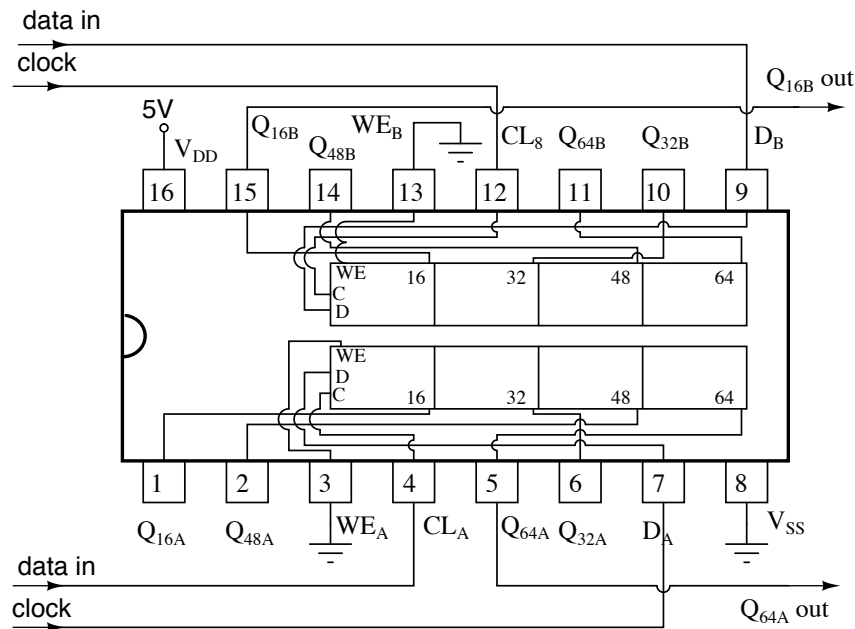 data in
clock
Q16B out
5V
VDD
Q16B
Q48B
WEB
CL8
Q64B
Q32B
DB
16 15 14 13 12 11 10 9
WE 16 32 48 64
C
D
WE
D
C 16 32 48 64
1 2 3 4 5 6 7 8
Q16A
Q48A
WEA
CLA
Q64A
Q32A
DA
VSS
data in
clock
Q64A out